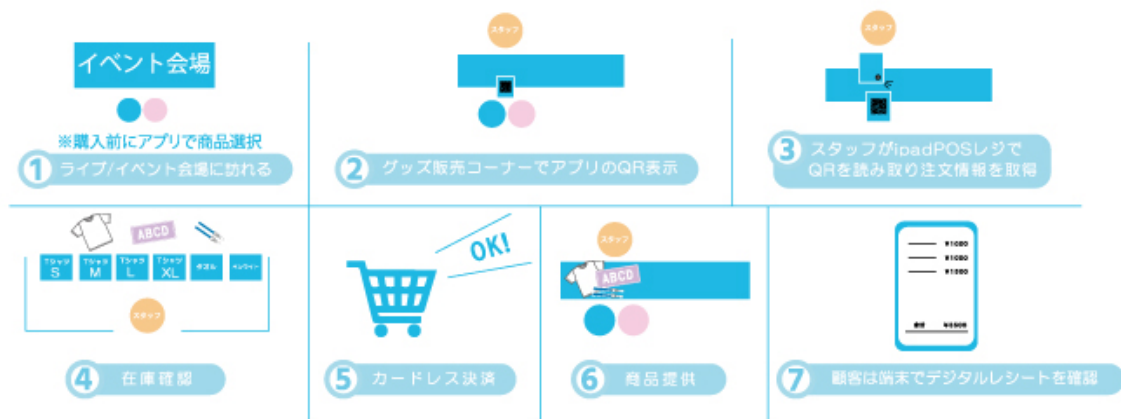 イベント会場
※購入前にアプリで商品選択
① ライブ/イベント会場に訪れる
スタッフ
② グッズ販売コーナーでアプリのQR表示
スタッフ
③ スタッフがipadPOSレジで
QRを読み取り注文情報を取得
ABCD
Tシャツ S
Tシャツ M
Tシャツ L
Tシャツ XL
タオル
スタッフ
④ 在庫確認
OK!
⑤ カードレス決済
スタッフ
ABCD
⑥ 商品提供
⑦ 顧客は端末でデジタルレシートを確認